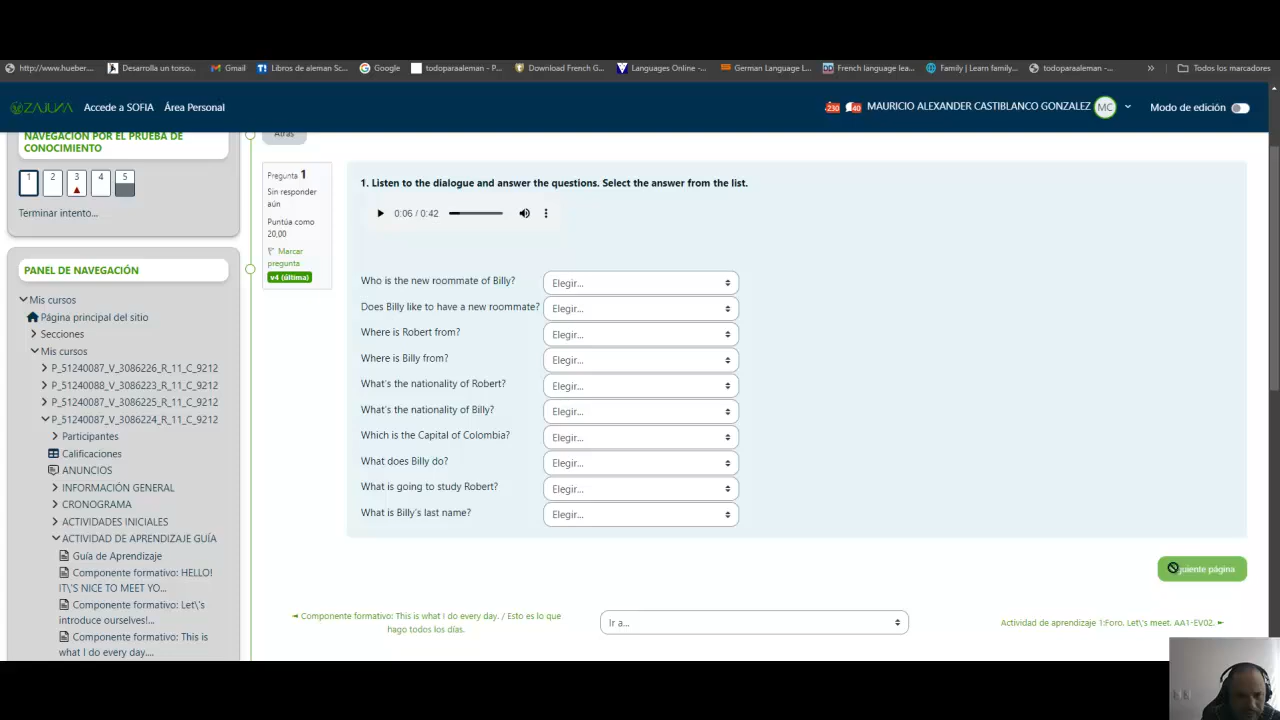 http://www.hueber....
Desarrolla un torso...
Gmail
Libros de aleman Sc...
Google
todoparaaleman - P...
Download French G...
Languages Online -...
German Language L...
French language lea...
Family | Learn family...
todoparaaleman -...
»
Todos los marcadores
ZAJUNA
Accede a SOFIA
Área Personal
230
40
MAURICIO ALEXANDER CASTIBLANCO GONZALEZ
MC
Modo de edición
NAVEGACIÓN POR EL PRUEBA DE
CONOCIMIENTO
1
2
3
4
5
Terminar intento...
PANEL DE NAVEGACIÓN
Mis cursos
Página principal del sitio
Secciones
Mis cursos
P_51240087_V_3086226_R_11_C_9212
P_51240088_V_3086223_R_11_C_9212
P_51240087_V_3086225_R_11_C_9212
P_51240087_V_3086224_R_11_C_9212
Participantes
Calificaciones
ANUNCIOS
INFORMACIÓN GENERAL
CRONOGRAMA
ACTIVIDADES INICIALES
ACTIVIDAD DE APRENDIZAJE GUÍA
Guía de Aprendizaje
Componente formativo: HELLO!
IT\'S NICE TO MEET YO...
Componente formativo: Let\'s
introduce ourselves!...
Componente formativo: This is
what I do every day....
Atrás
Pregunta 1
Sin responder
aún
Puntúa como
20,00
Marcar
pregunta
v4 (última)
1. Listen to the dialogue and answer the questions. Select the answer from the list.
0:06 / 0:42
Who is the new roommate of Billy? Elegir...
Does Billy like to have a new roommate? Elegir...
Where is Robert from? Elegir...
Where is Billy from? Elegir...
What´s the nationality of Robert? Elegir...
What´s the nationality of Billy? Elegir...
Which is the Capital of Colombia? Elegir...
What does Billy do? Elegir...
What is going to study Robert? Elegir...
What is Billy´s last name? Elegir...
Siguiente página
◄ Componente formativo: This is what I do every day. / Esto es lo que
hago todos los días.
Ir a...
Actividad de aprendizaje 1:Foro. Let\'s meet. AA1-EV02. ►